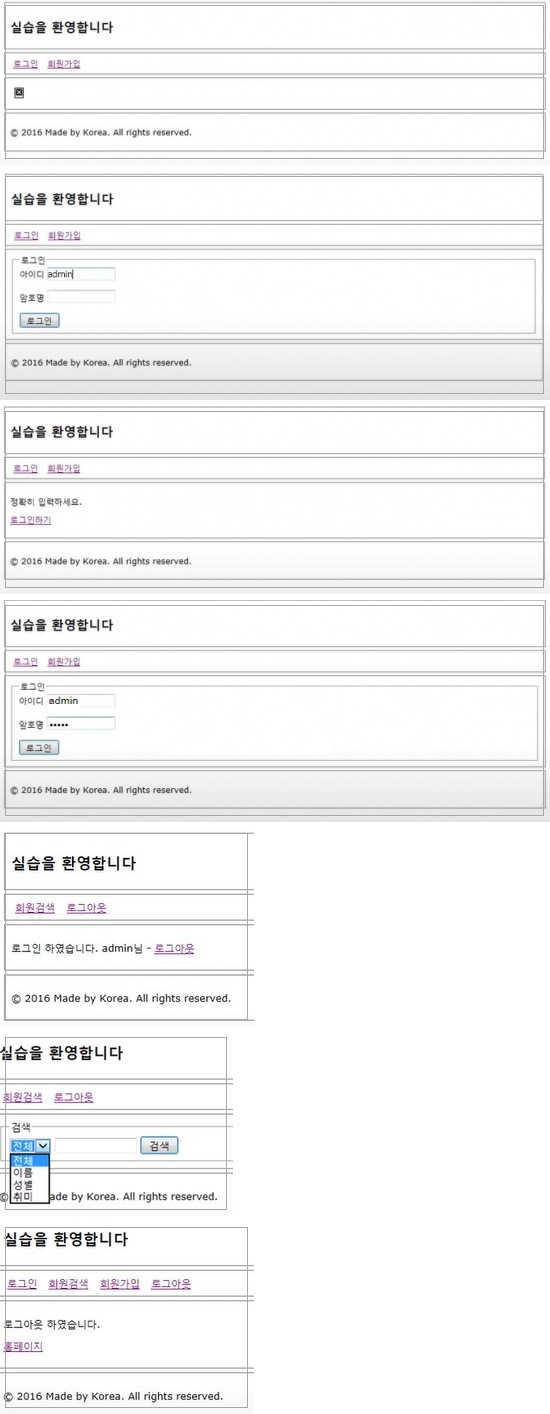 실습을 환영합니다
로그인 회원가입
© 2016 Made by Korea. All rights reserved.
실습을 환영합니다
로그인 회원가입
로그인
아이디 admin
암호명
로그인
© 2016 Made by Korea. All rights reserved.
실습을 환영합니다
로그인 회원가입
정확히 입력하세요.
로그인하기
© 2016 Made by Korea. All rights reserved.
실습을 환영합니다
로그인 회원가입
로그인
아이디 admin
암호명 •••••
로그인
© 2016 Made by Korea. All rights reserved.
실습을 환영합니다
회원검색 로그아웃
로그인 하였습니다. admin님 - 로그아웃
© 2016 Made by Korea. All rights reserved.
실습을 환영합니다
회원검색 로그아웃
검색
전체 검색
전체
이름
성별
취미
© ade by Korea. All rights reserved.
실습을 환영합니다
로그인 회원검색 회원가입 로그아웃
로그아웃 하였습니다.
홈페이지
© 2016 Made by Korea. All rights reserved.